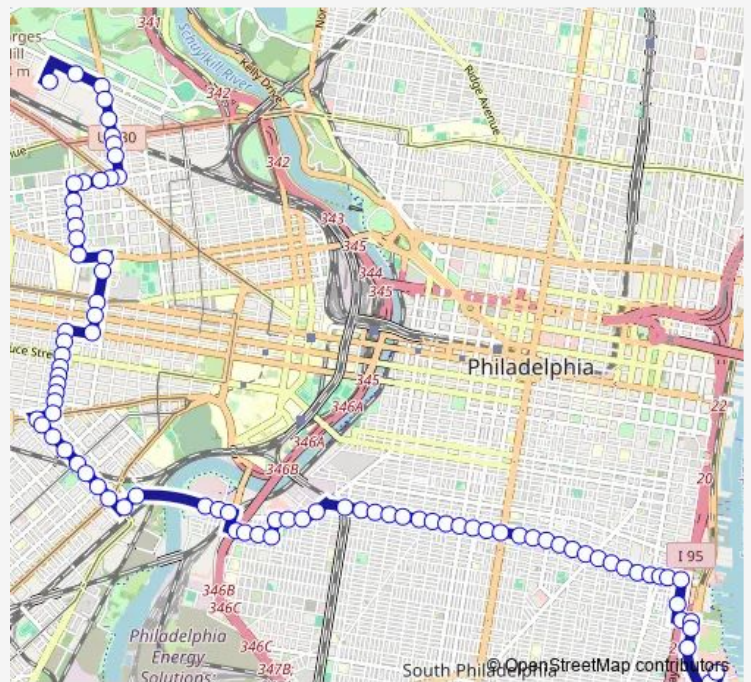 341
rges
ill
m
Schuylkill River
Kelly Drive
342
Ridge Avenue
30
342
343
345
344
345
uce Stre
Philadelphia
345
346A
22
346A
346B
20
I 95
346B
346C
Philadelphia
Energy
Solutions
346C
347B
South Philadelphia
© OpenStreetMap contributors